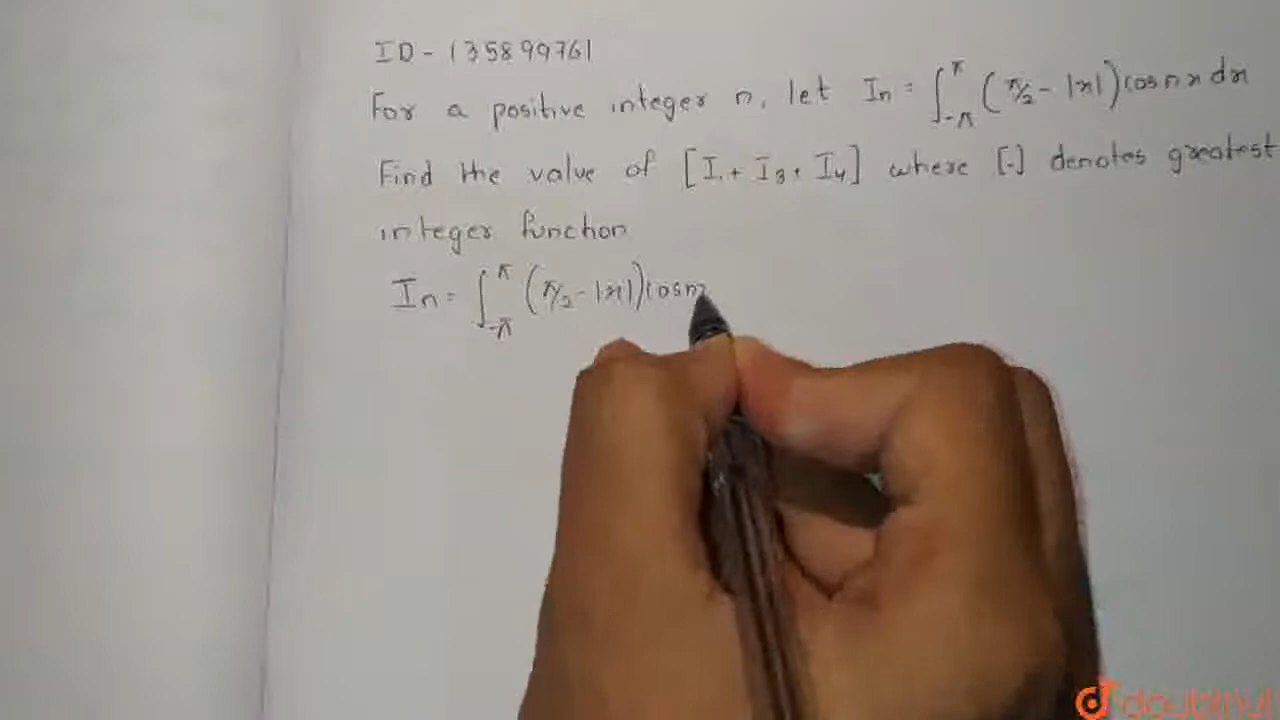 ID - 135899761
For a positive integer n, let In = ∫_-π^π (π/2 - |x|) cos nx dx
Find the value of [I1 + I3 + I4] where [.] denotes greatest
integer function
In = ∫_-π^π (π/2 - |x|) cos n
doubtnut